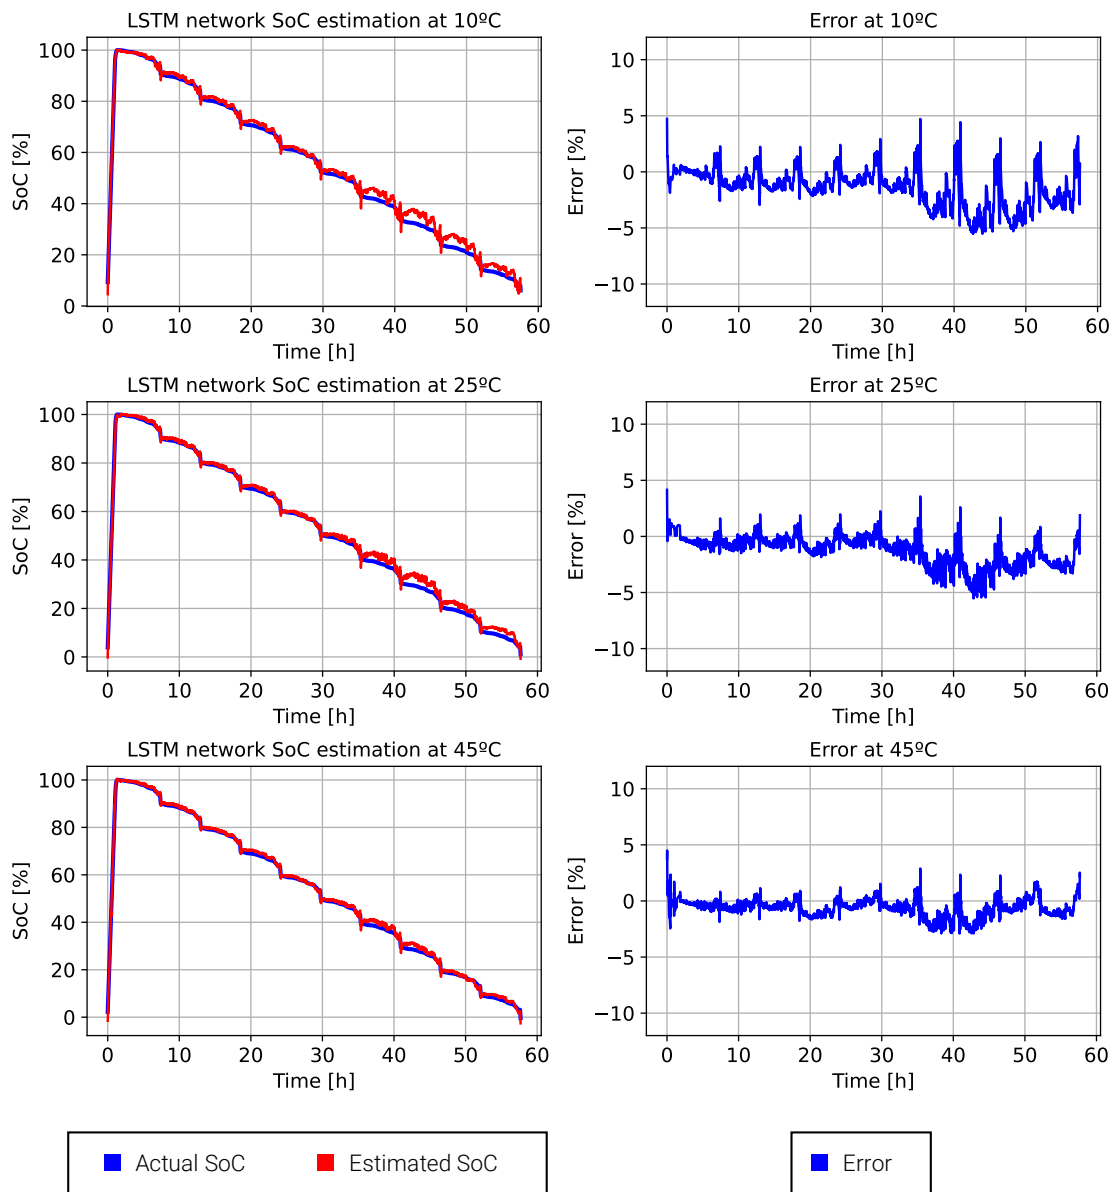 LSTM network SoC estimation at 10ºC
SoC [%]
100
80
60
40
20
0
0 10 20 30 40 50 60
Time [h]
Error at 10ºC
Error [%]
10
5
0
−5
−10
0 10 20 30 40 50 60
Time [h]
LSTM network SoC estimation at 25ºC
SoC [%]
100
80
60
40
20
0
0 10 20 30 40 50 60
Time [h]
Error at 25ºC
Error [%]
10
5
0
−5
−10
0 10 20 30 40 50 60
Time [h]
LSTM network SoC estimation at 45ºC
SoC [%]
100
80
60
40
20
0
0 10 20 30 40 50 60
Time [h]
Error at 45ºC
Error [%]
10
5
0
−5
−10
0 10 20 30 40 50 60
Time [h]
Actual SoC Estimated SoC
Error